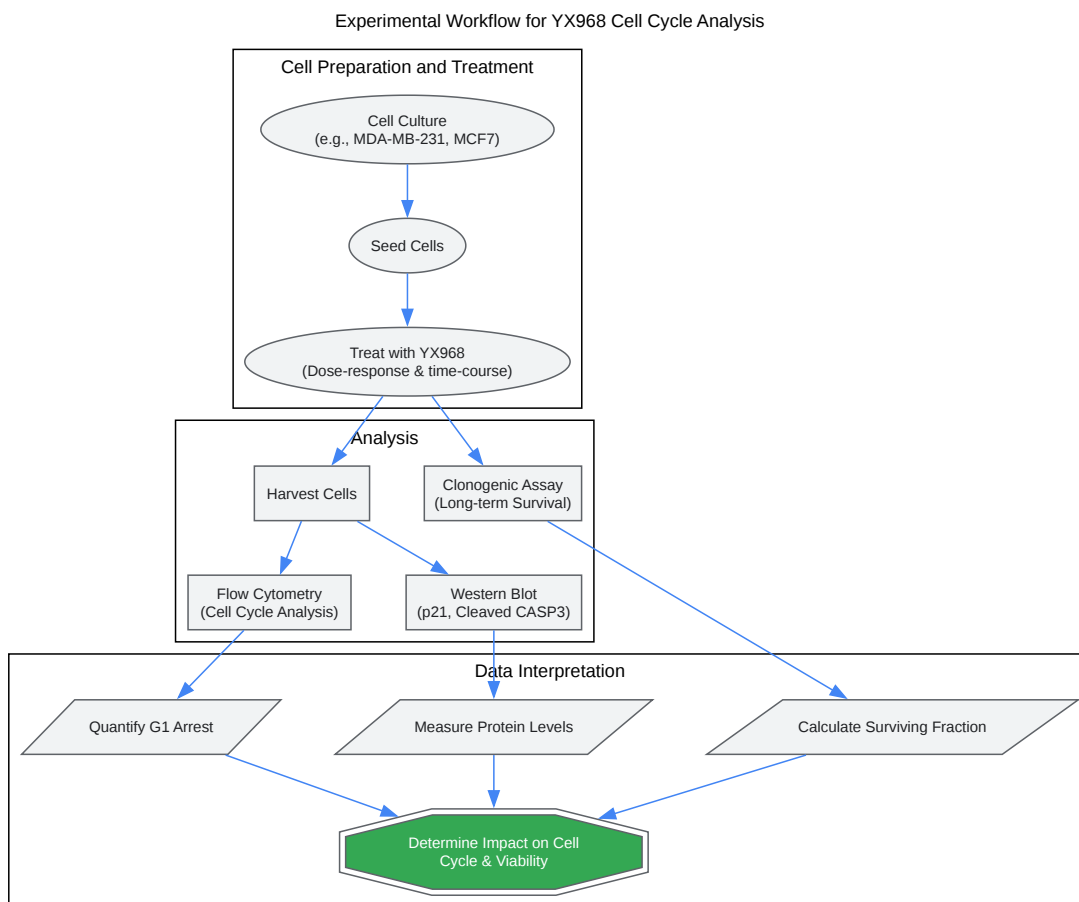 Experimental Workflow for YX968 Cell Cycle Analysis
Cell Preparation and Treatment
Cell Culture
(e.g., MDA-MB-231, MCF7)
Seed Cells
Treat with YX968
(Dose-response & time-course)
Analysis
Harvest Cells
Clonogenic Assay
(Long-term Survival)
Flow Cytometry
(Cell Cycle Analysis)
Western Blot
(p21, Cleaved CASP3)
Data Interpretation
Quantify G1 Arrest
Measure Protein Levels
Calculate Surviving Fraction
Determine Impact on Cell
Cycle & Viability